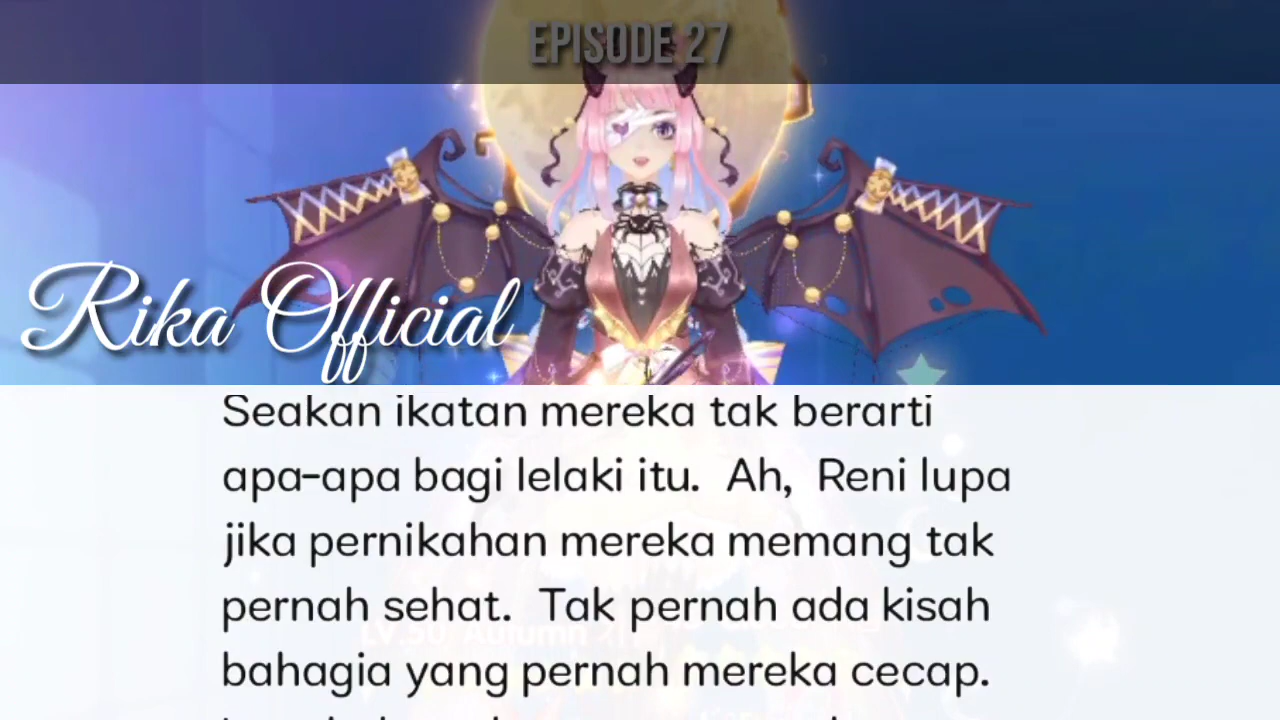 EPISODE 27
Rika Official
Seakan ikatan mereka tak berarti
apa-apa bagi lelaki itu. Ah, Reni lupa
jika pernikahan mereka memang tak
pernah sehat. Tak pernah ada kisah
bahagia yang pernah mereka cecap.